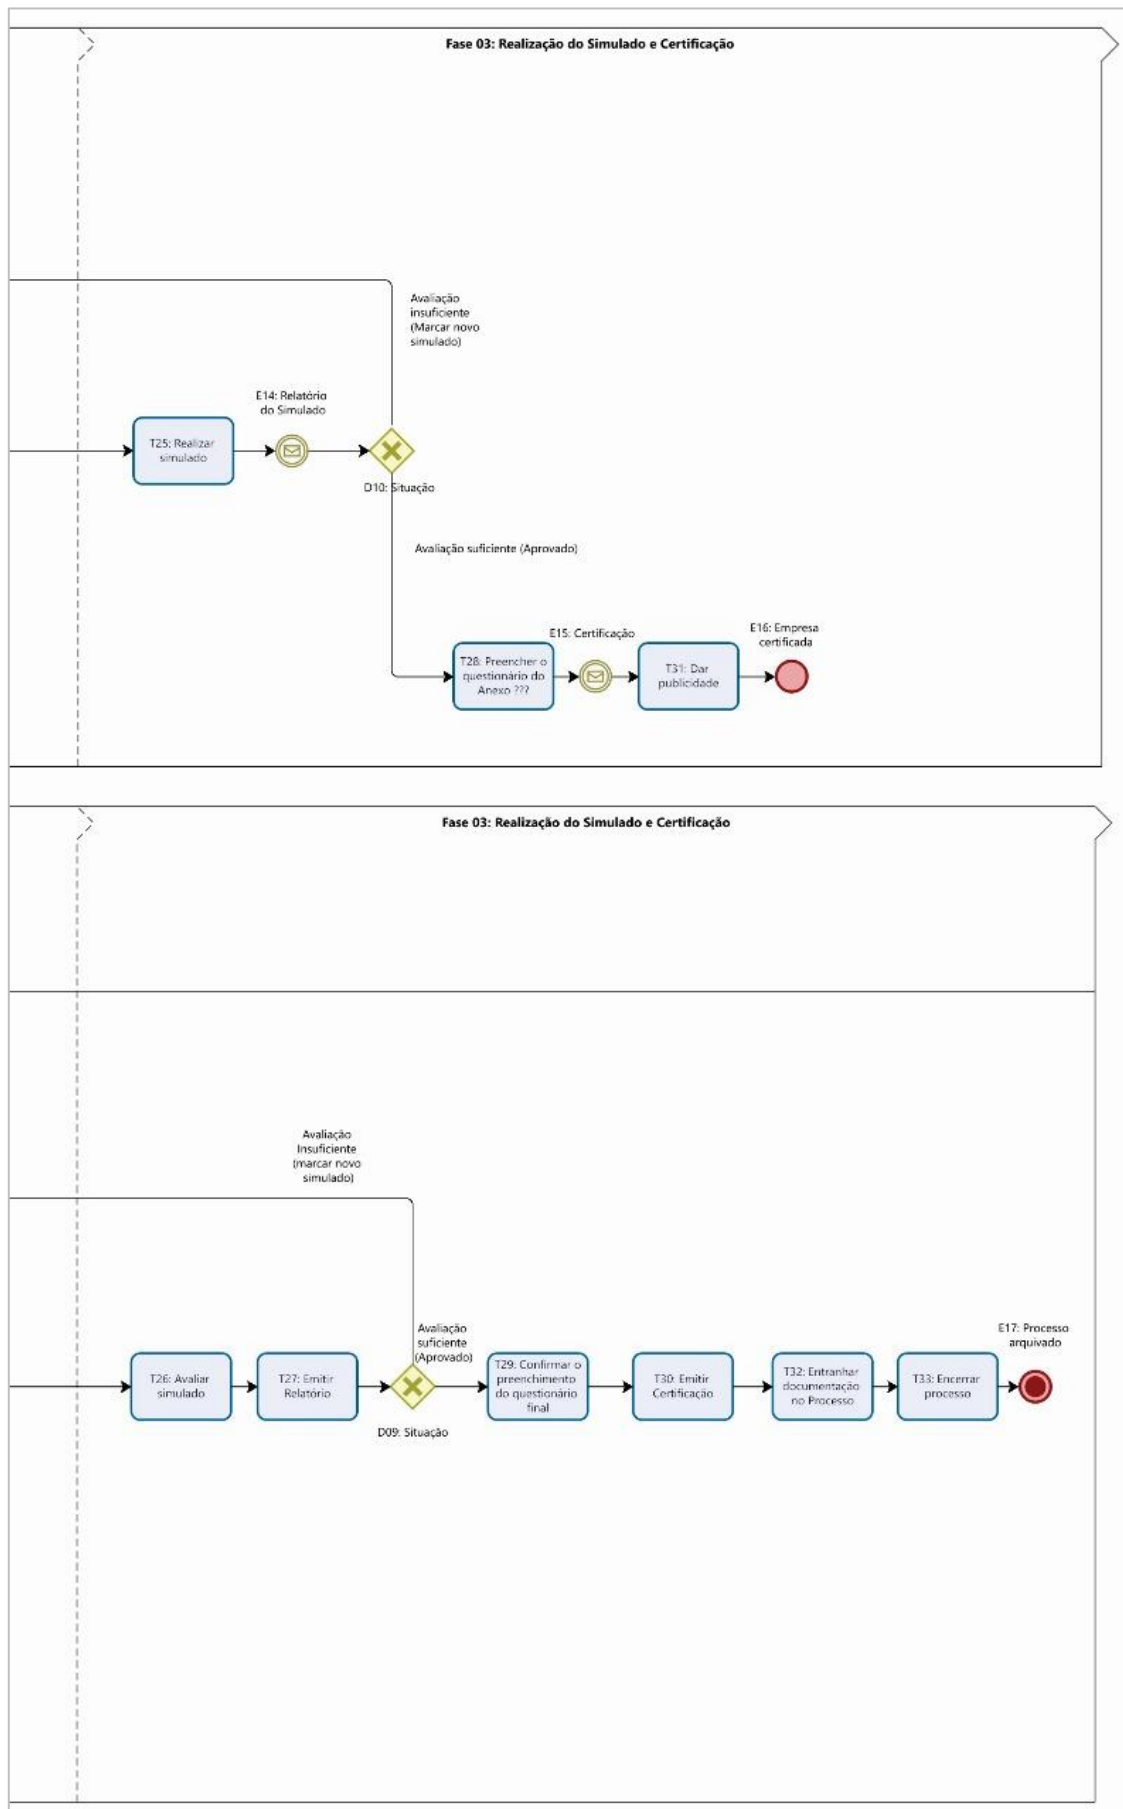 Fase 03: Realização do Simulado e Certificação
Avaliação
insuficiente
(Marcar novo
simulado)
E14: Relatório
do Simulado
T25: Realizar
simulado
D10: Situação
Avaliação suficiente (Aprovado)
E15: Certificação
E16: Empresa
certificada
T28: Preencher o
questionário do
Anexo ???
T31: Dar
publicidade
Fase 03: Realização do Simulado e Certificação
Avaliação
Insuficiente
(marcar novo
simulado)
Avaliação
suficiente
(Aprovado)
E17: Processo
arquivado
T26: Avaliar
simulado
T27: Emitir
Relatório
T29: Confirmar o
preenchimento
do questionário
final
T30: Emitir
Certificação
T32: Entranhar
documentação
no Processo
T33: Encerrar
processo
D09: Situação